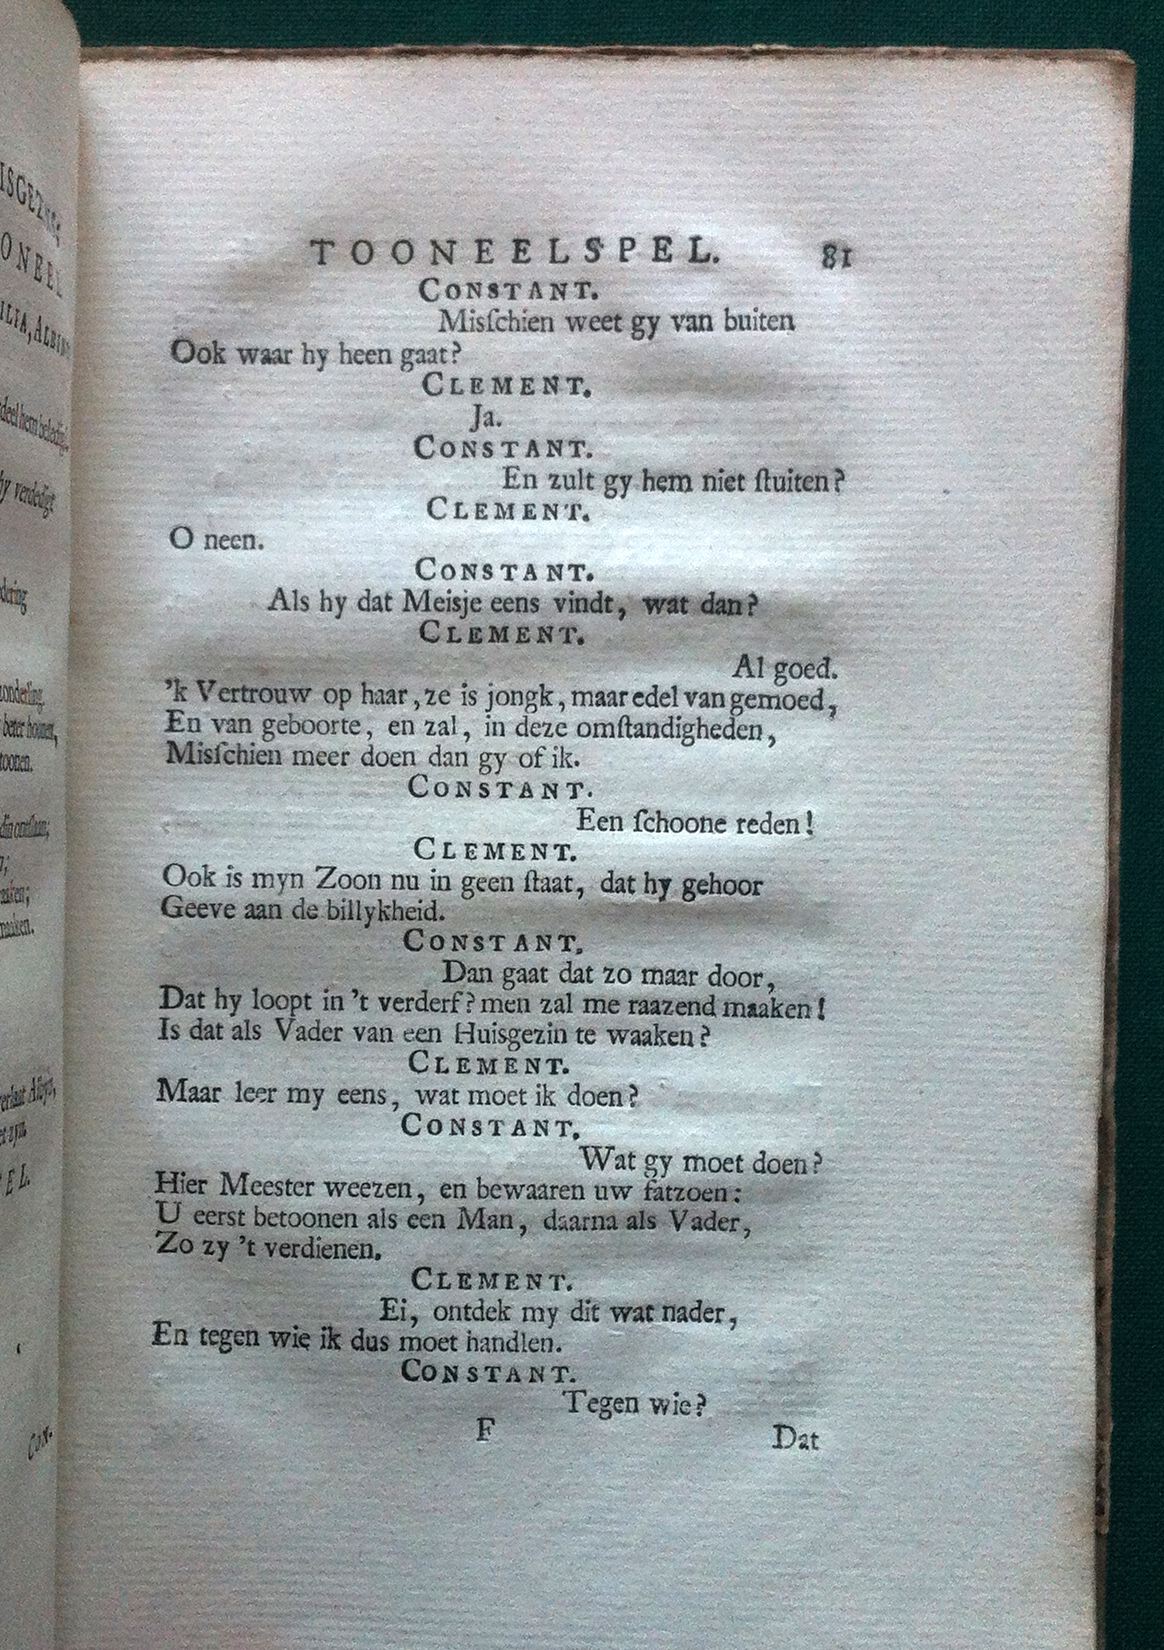 TOONEELSPEL. 81
CONSTANT.
Misſchien weet gy van buiten
Ook waar hy heen gaat?
CLEMENT.
Ja.
CONSTANT.
En zult gy hem niet ſtuiten?
CLEMENT.
O neen.
CONSTANT.
Als hy dat Meisje eens vindt, wat dan?
CLEMENT.
Al goed.
'k Vertrouw op haar, ze is jongk, maar edel van gemoed,
En van geboorte, en zal, in deze omſtandigheden,
Misſchien meer doen dan gy of ik.
CONSTANT.
Een ſchoone reden!
CLEMENT.
Ook is myn Zoon nu in geen ſtaat, dat hy gehoor
Geeve aan de billykheid.
CONSTANT.
Dan gaat dat zo maar door,
Dat hy loopt in 't verderf? men zal me raazend maaken!
Is dat als Vader van een Huisgezin te waaken?
CLEMENT.
Maar leer my eens, wat moet ik doen?
CONSTANT.
Wat gy moet doen?
Hier Meester weezen, en bewaaren uw fatzoen:
U eerst betoonen als een Man, daarna als Vader,
Zo zy 't verdienen.
CLEMENT.
Ei, ontdek my dit wat nader,
En tegen wie ik dus moet handlen.
CONSTANT.
Tegen wie?
F Dat